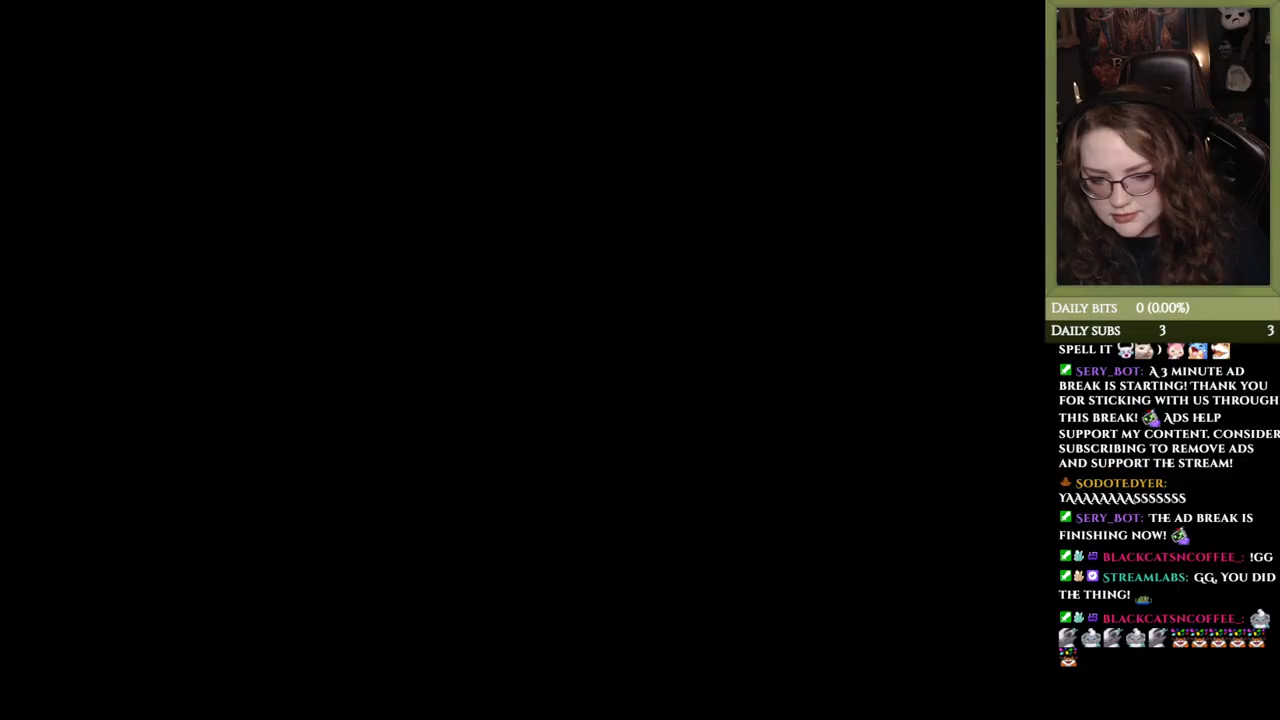 DAILY BITS 0 (0.00%)
DAILY SUBS 3 3
SPELL IT )
SERY_BOT: A 3 MINUTE AD
BREAK IS STARTING! THANK YOU
FOR STICKING WITH US THROUGH
THIS BREAK! ADS HELP
SUPPORT MY CONTENT. CONSIDER
SUBSCRIBING TO REMOVE ADS
AND SUPPORT THE STREAM!
SODOTEDYER:
YAAAAAAAASSSSSSS
SERY_BOT: THE AD BREAK IS
FINISHING NOW!
BLACKCATSNCOFFEE_: !GG
STREAMLABS: GG, YOU DID
THE THING!
BLACKCATSNCOFFEE_: